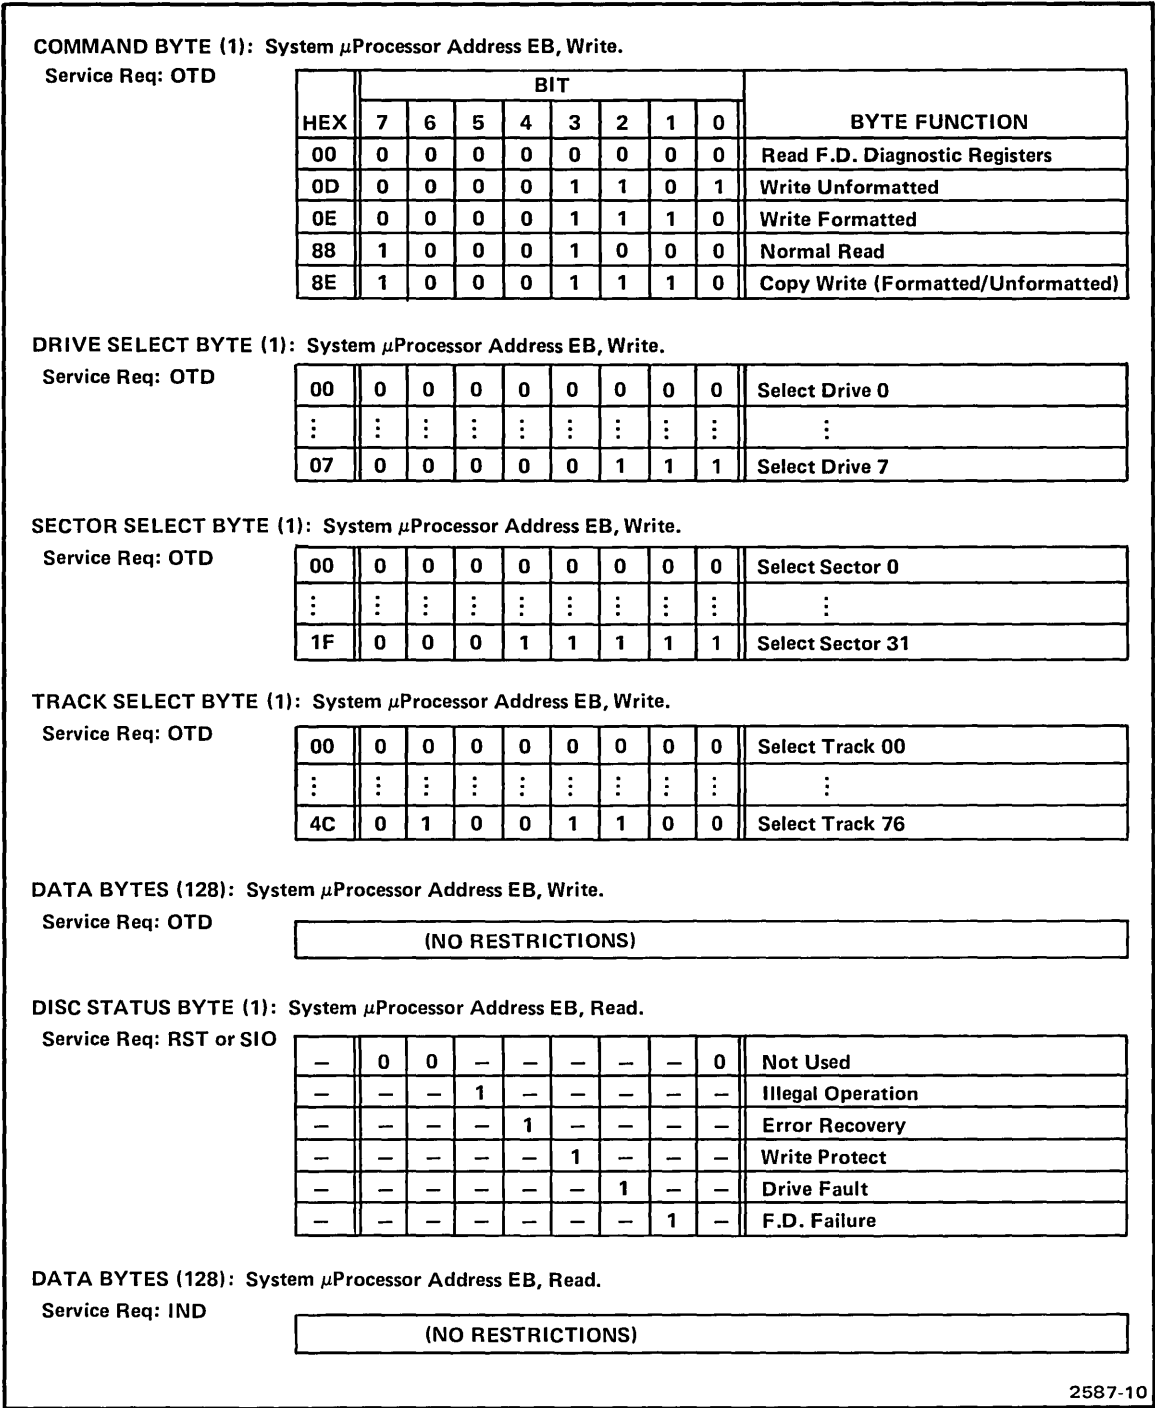 COMMAND BYTE (1): System μProcessor Address EB, Write.
Service Req: OTD
BIT
HEX 7 6 5 4 3 2 1 0 BYTE FUNCTION
00 0 0 0 0 0 0 0 0 Read F.D. Diagnostic Registers
0D 0 0 0 0 1 1 0 1 Write Unformatted
0E 0 0 0 0 1 1 1 0 Write Formatted
88 1 0 0 0 1 0 0 0 Normal Read
8E 1 0 0 0 1 1 1 0 Copy Write (Formatted/Unformatted)
DRIVE SELECT BYTE (1): System μProcessor Address EB, Write.
Service Req: OTD
00 0 0 0 0 0 0 0 0 Select Drive 0
⋮ ⋮ ⋮ ⋮ ⋮ ⋮ ⋮ ⋮ ⋮ ⋮
07 0 0 0 0 0 1 1 1 Select Drive 7
SECTOR SELECT BYTE (1): System μProcessor Address EB, Write.
Service Req: OTD
00 0 0 0 0 0 0 0 0 Select Sector 0
⋮ ⋮ ⋮ ⋮ ⋮ ⋮ ⋮ ⋮ ⋮ ⋮
1F 0 0 0 1 1 1 1 1 Select Sector 31
TRACK SELECT BYTE (1): System μProcessor Address EB, Write.
Service Req: OTD
00 0 0 0 0 0 0 0 0 Select Track 00
⋮ ⋮ ⋮ ⋮ ⋮ ⋮ ⋮ ⋮ ⋮ ⋮
4C 0 1 0 0 1 1 0 0 Select Track 76
DATA BYTES (128): System μProcessor Address EB, Write.
Service Req: OTD
(NO RESTRICTIONS)
DISC STATUS BYTE (1): System μProcessor Address EB, Read.
Service Req: RST or SIO
– 0 0 – – – – – 0 Not Used
– – – 1 – – – – – Illegal Operation
– – – – 1 – – – – Error Recovery
– – – – – 1 – – – Write Protect
– – – – – – 1 – – Drive Fault
– – – – – – – 1 – F.D. Failure
DATA BYTES (128): System μProcessor Address EB, Read.
Service Req: IND
(NO RESTRICTIONS)
2587-10